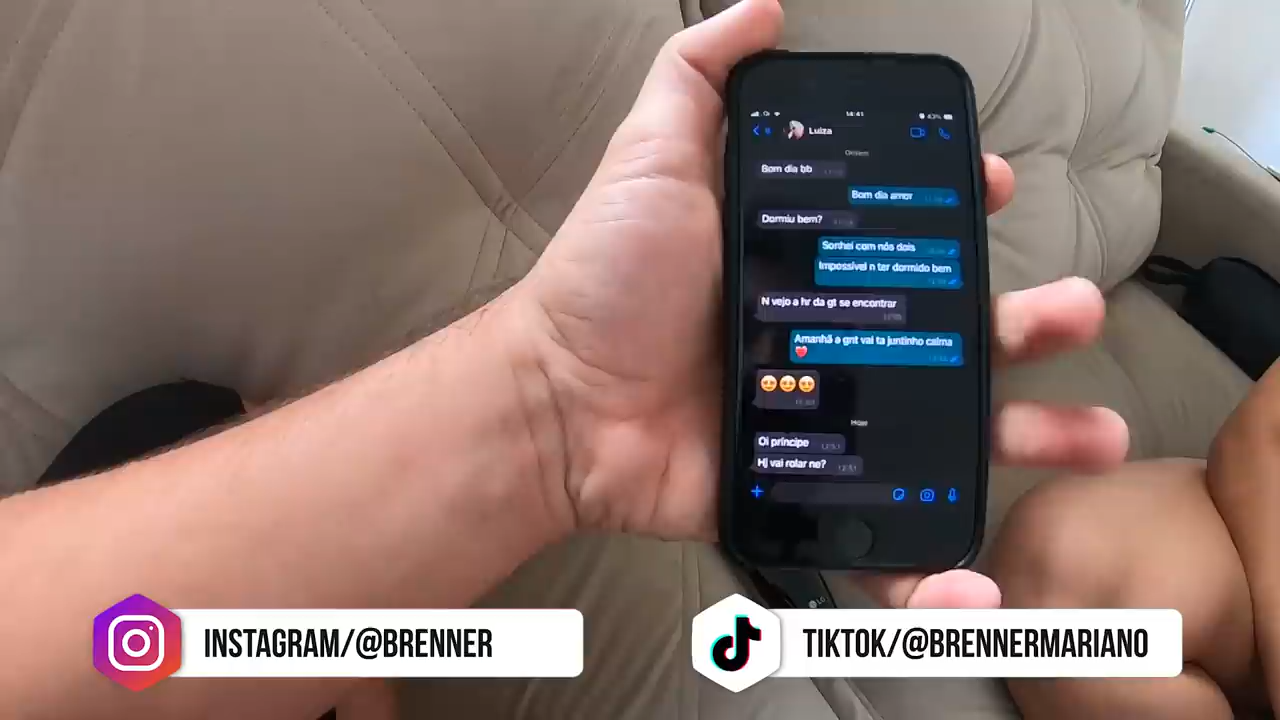 14:41
43%
Luiza
Ontem
Bom dia bb
Bom dia amor
Dormiu bem?
Sonhei com nós dois
Impossível n ter dormido bem
N vejo a hr da gt se encontrar
Amanhã a gnt vai ta juntinho calma
❤️
😍😍😍
Hoje
Oi príncipe
Hj vai rolar ne?
LG
INSTAGRAM/@BRENNER
TIKTOK/@BRENNERMARIANO